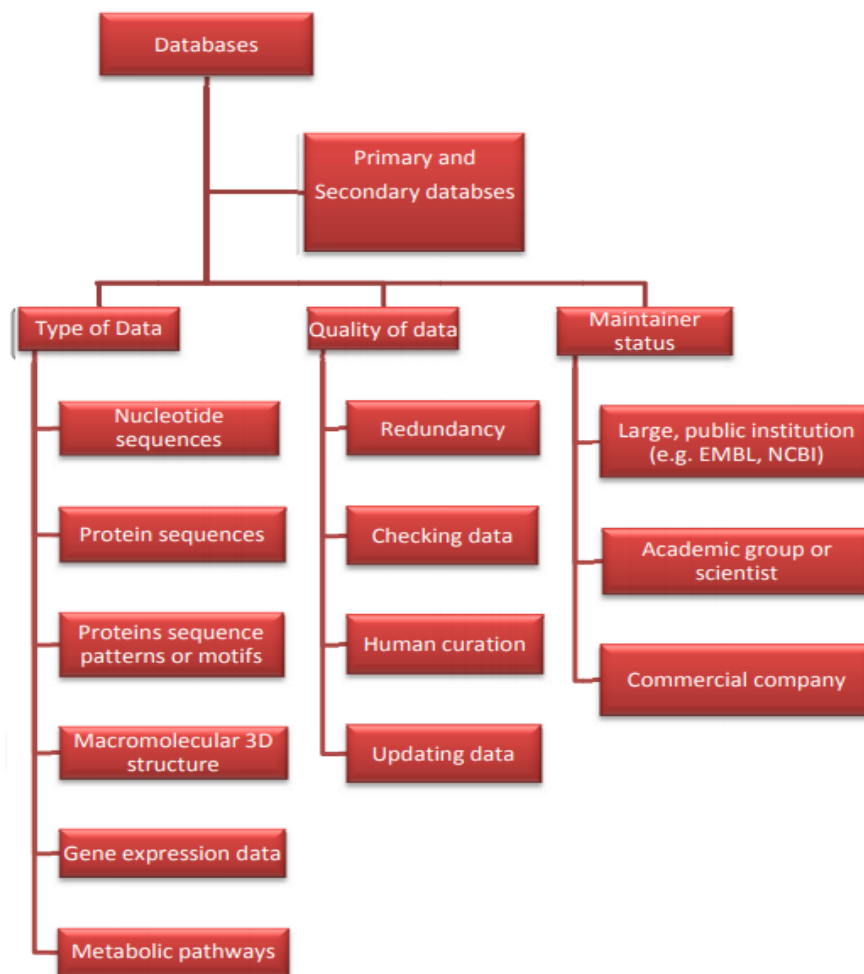 Databases
Primary and
Secondary databses
Type of Data
Nucleotide
sequences
Protein sequences
Proteins sequence
patterns or motifs
Macromolecular 3D
structure
Gene expression data
Metabolic pathways
Quality of data
Redundancy
Checking data
Human curation
Updating data
Maintainer
status
Large, public institution
(e.g. EMBL, NCBI)
Academic group or
scientist
Commercial company